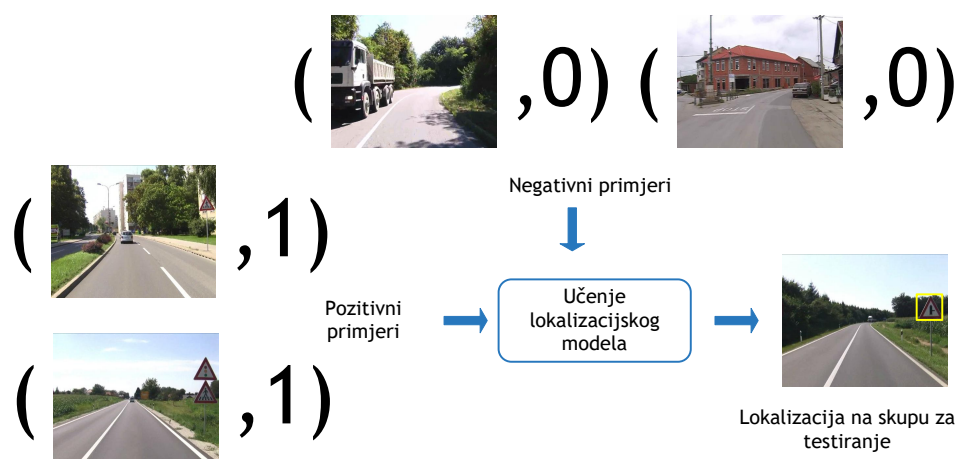 ( ,0) ( ,0)
Negativni primjeri
( ,1)
Pozitivni
primjeri
Učenje
lokalizacijskog
modela
( ,1)
Lokalizacija na skupu za
testiranje